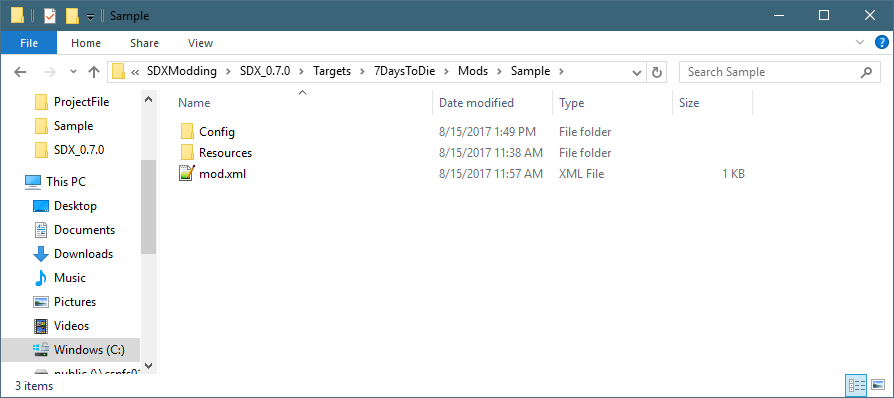 Sample
File Home Share View
« SDXModding > SDX_0.7.0 > Targets > 7DaysToDie > Mods > Sample > Search Sample
Name Date modified Type Size
ProjectFile
Sample
SDX_0.7.0
This PC
Desktop
Documents
Downloads
Music
Pictures
Videos
Windows (C:)
Config 8/15/2017 1:49 PM File folder
Resources 8/15/2017 11:38 AM File folder
mod.xml 8/15/2017 11:57 AM XML File 1 KB
3 items